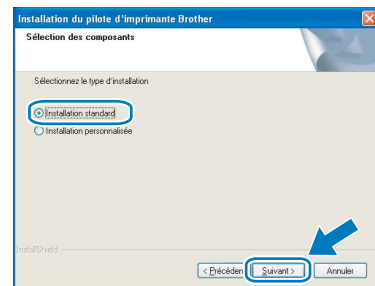 Installation du pilote d'imprimante Brother
Sélection des composants
Sélectionnez le type d'installation
Installation standard
Installation personnalisée
InstallShield
< Précéden
Suivant >
Annuler